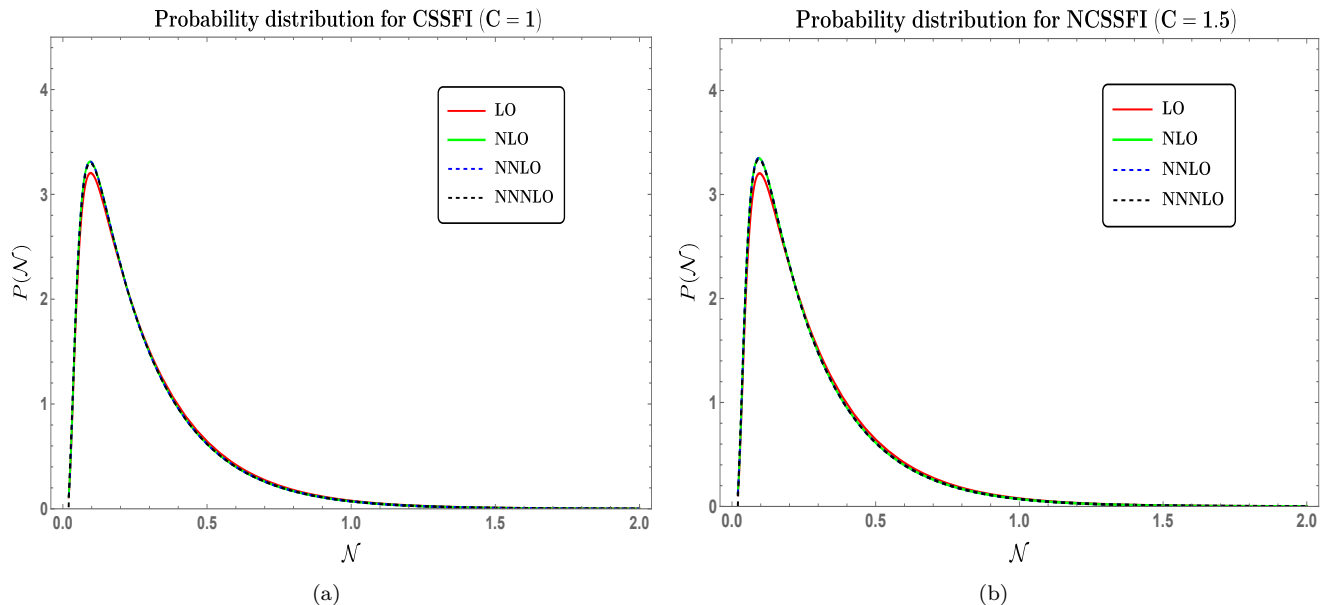 Probability distribution for CSSFI (C = 1)
4
3
2
1
0
P(𝒩)
LO
NLO
NNLO
NNNLO
0.0 0.5 1.0 1.5 2.0
𝒩
(a)
Probability distribution for NCSSFI (C = 1.5)
4
3
2
1
0
P(𝒩)
LO
NLO
NNLO
NNNLO
0.0 0.5 1.0 1.5 2.0
𝒩
(b)